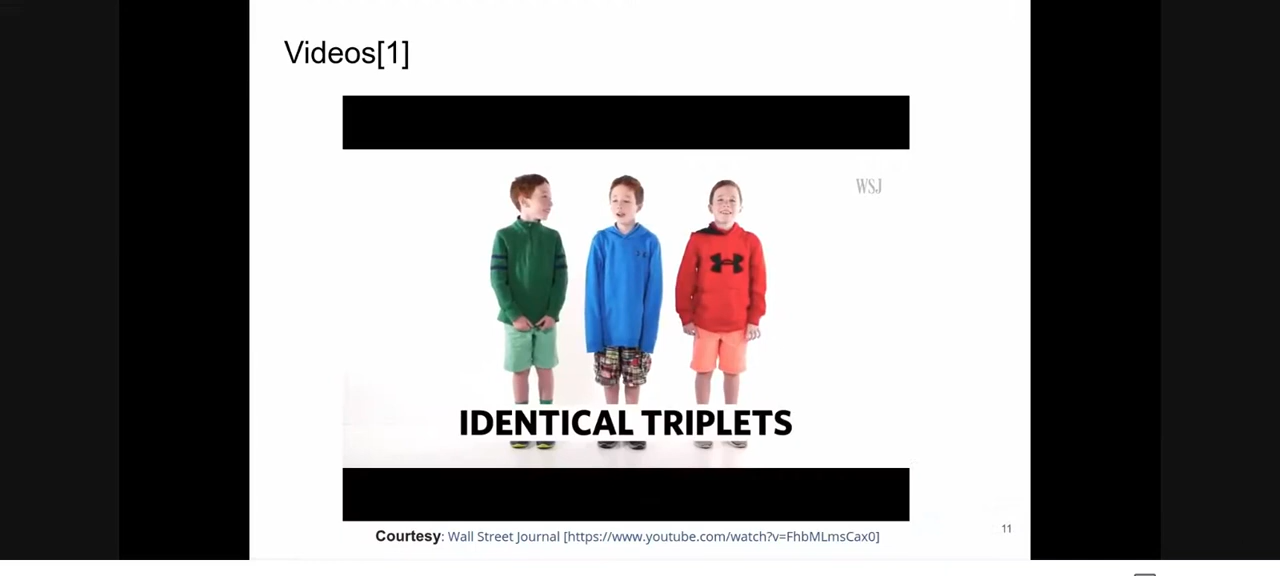 Videos[1]
WSJ
IDENTICAL TRIPLETS
Courtesy: Wall Street Journal [https://www.youtube.com/watch?v=FhbMLmsCax0]
11